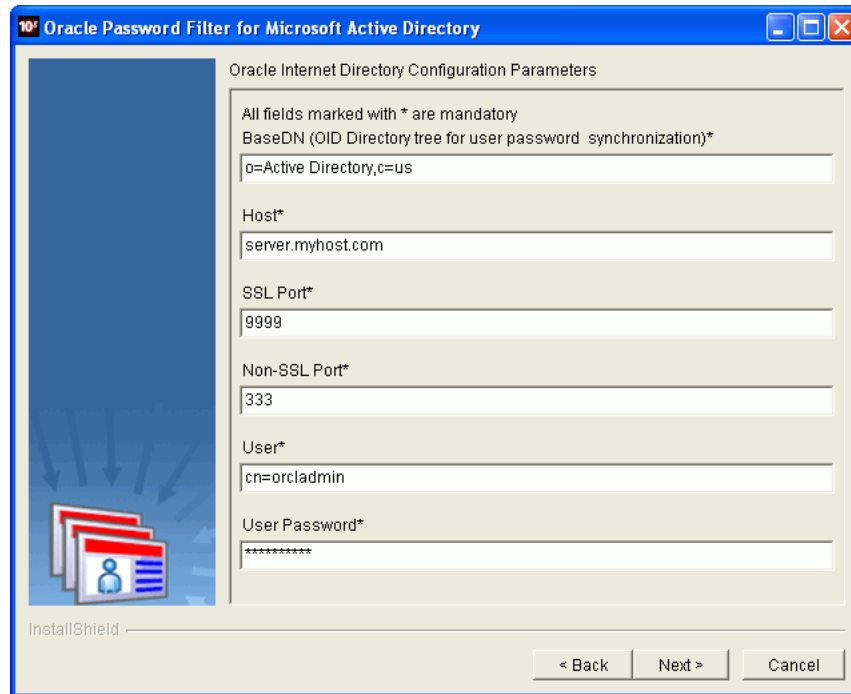 10g Oracle Password Filter for Microsoft Active Directory
Oracle Internet Directory Configuration Parameters
All fields marked with * are mandatory
BaseDN (OID Directory tree for user password synchronization)*
o=Active Directory,c=us
Host*
server.myhost.com
SSL Port*
9999
Non-SSL Port*
333
User*
cn=orcladmin
User Password*
**********
InstallShield
< Back Next > Cancel